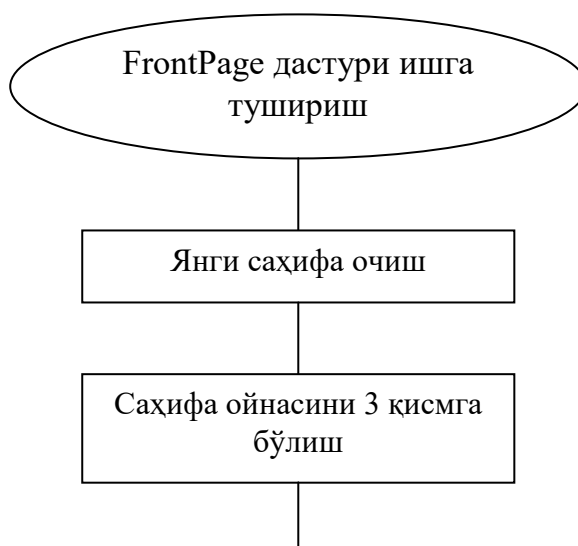 FrontPage дастури ишга
тушириш
Янги саҳифа очиш
Саҳифа ойнасини 3 қисмга
бўлиш